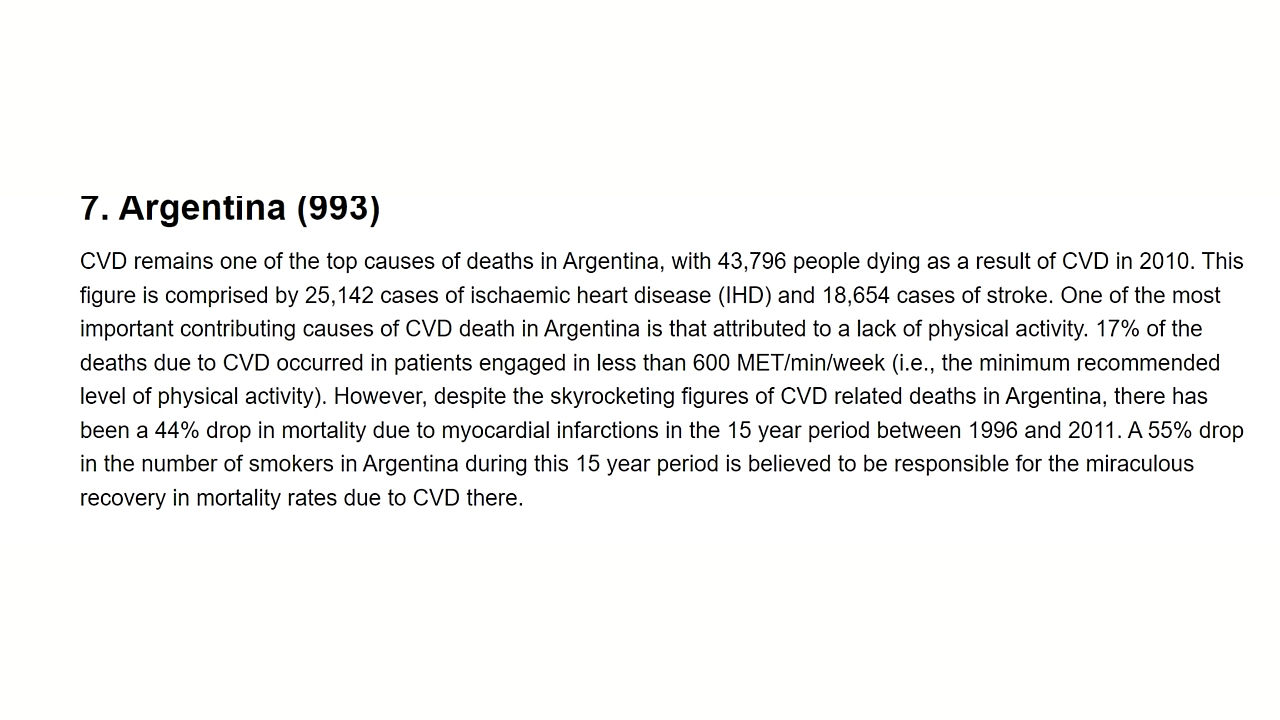 7. Argentina (993)
CVD remains one of the top causes of deaths in Argentina, with 43,796 people dying as a result of CVD in 2010. This
figure is comprised by 25,142 cases of ischaemic heart disease (IHD) and 18,654 cases of stroke. One of the most
important contributing causes of CVD death in Argentina is that attributed to a lack of physical activity. 17% of the
deaths due to CVD occurred in patients engaged in less than 600 MET/min/week (i.e., the minimum recommended
level of physical activity). However, despite the skyrocketing figures of CVD related deaths in Argentina, there has
been a 44% drop in mortality due to myocardial infarctions in the 15 year period between 1996 and 2011. A 55% drop
in the number of smokers in Argentina during this 15 year period is believed to be responsible for the miraculous
recovery in mortality rates due to CVD there.